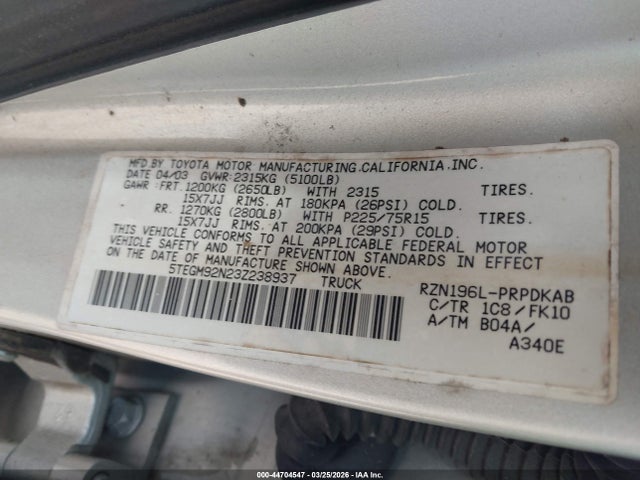 MFD.BY TOYOTA MOTOR MANUFACTURING.CALIFORNIA.INC.
DATE 04/03 GVWR:2315KG (5100LB)
GAWR :FRT.1200KG (2650LB) WITH 2315 TIRES.
15X7JJ RIMS. AT 180KPA (26PSI) COLD.
RR. 1270KG (2800LB) WITH P225/75R15 TIRES.
15X7JJ RIMS. AT 200KPA (29PSI) COLD.
THIS VEHICLE CONFORMS TO ALL APPLICABLE FEDERAL MOTOR
VEHICLE SAFETY AND THEFT PREVENTION STANDARDS IN EFFECT
ON THE DATE OF MANUFACTURE SHOWN ABOVE.
5TEGM92N23Z238937 TRUCK
RZN196L-PRPDKAB
C/TR 1C8/FK10
A/TM B04A/
A340E
000-44704547 | 03/25/2026 | IAA Inc.